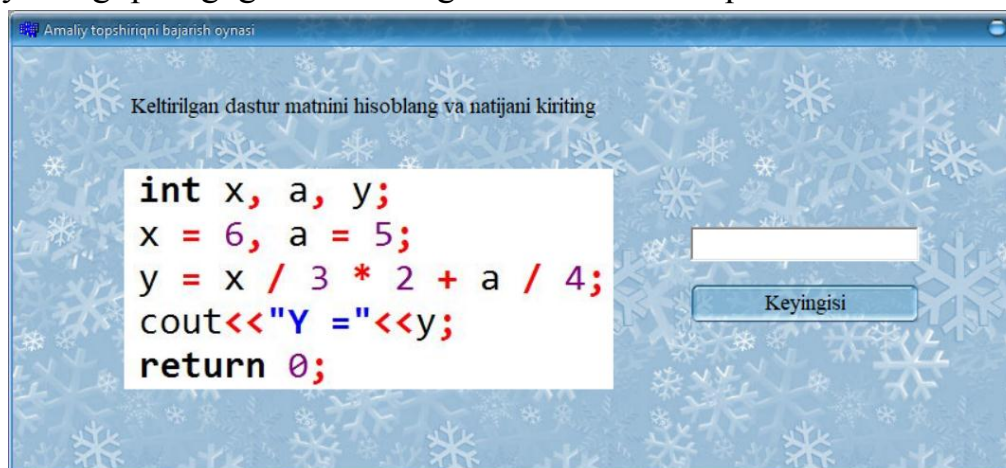 Amaliy topshiriqni bajarish oynasi
Keltirilgan dastur matnini hisoblang va natijani kiriting
int x, a, y;
x = 6, a = 5;
y = x / 3 * 2 + a / 4;
cout<<"Y ="<<y;
return 0;
Keyingisi